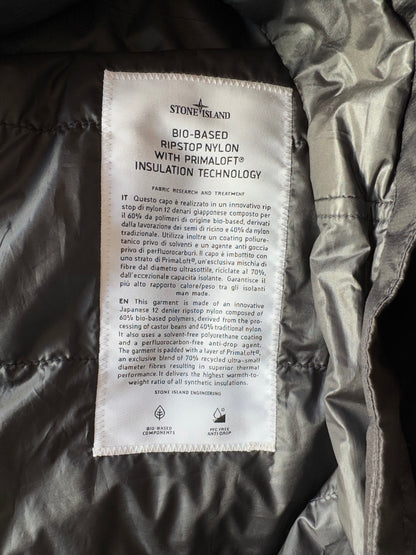 STONE ISLAND
BIO-BASED
RIPSTOP NYLON
WITH PRIMALOFT®
INSULATION TECHNOLOGY
FABRIC RESEARCH AND TREATMENT
IT Questo capo è realizzato in un innovativo rip
stop di nylon 12 denari giapponese composto per
il 60% da polimeri di origine bio-based, derivati
dalla lavorazione dei semi di ricino e 40% da nylon
tradizionale. Utilizza inoltre un coating poliure-
tanico privo di solventi e un agente anti goccia
privo di perfluorocarburi. Il capo è imbottito con
uno strato di PrimaLoft®, un'esclusiva mischia di
fibre dal diametro ultrasottile, riciclate al 70%,
dall'eccezionale capacità isolante. Garantisce il
più alto rapporto calore/peso tra gli isolanti
man made.
EN This garment is made of an innovative
Japanese 12 denier ripstop nylon composed of
60% bio-based polymers, derived from the pro-
cessing of castor beans and 40% traditional nylon.
It also uses a solvent-free polyurethane coating
and a perfluorocarbon-free anti-drop agent.
The garment is padded with a layer of PrimaLoft®,
an exclusive blend of 70% recycled ultra-small
diameter fibres resulting in superior thermal
performance. It delivers the highest warmth-to-
weight ratio of all synthetic insulations.
STONE ISLAND ENGINEERING
BIO-BASED
COMPONENTS
PFC FREE
ANTI DROP